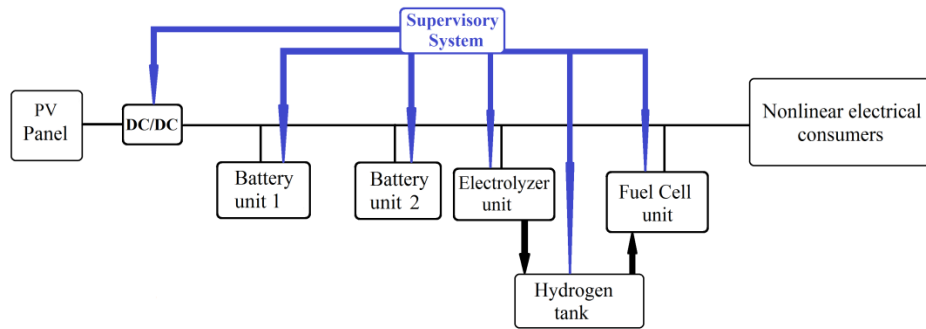 Supervisory
System
PV
Panel
DC/DC
Nonlinear electrical
consumers
Battery
unit 1
Battery
unit 2
Electrolyzer
unit
Fuel Cell
unit
Hydrogen
tank